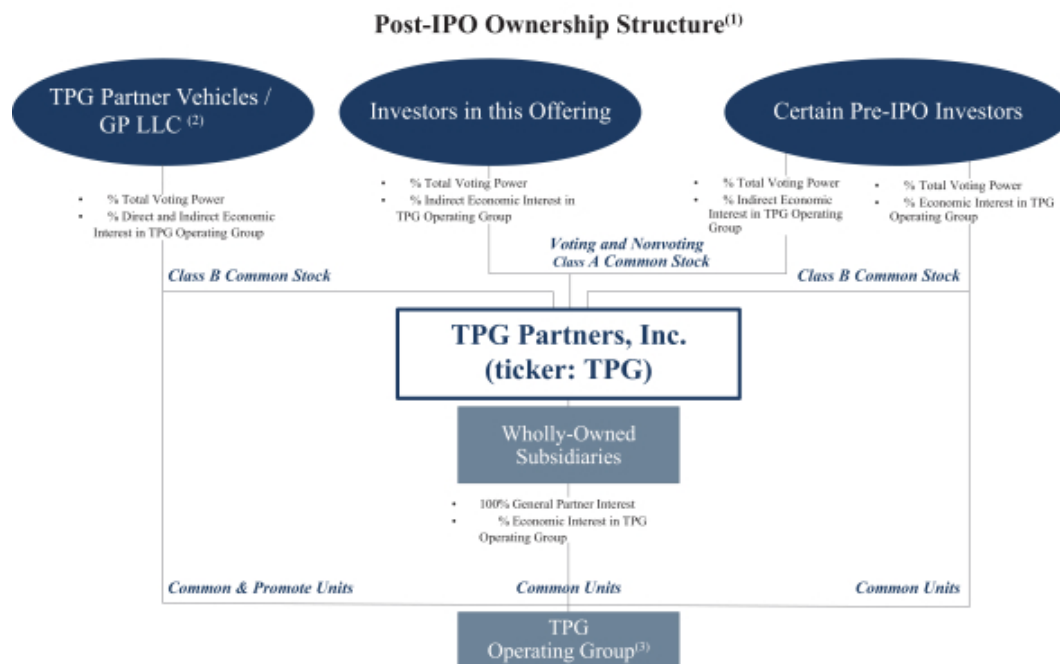 Post-IPO Ownership Structure(1)
TPG Partner Vehicles /
GP LLC (2)
Investors in this Offering
Certain Pre-IPO Investors
• % Total Voting Power
• % Direct and Indirect Economic
Interest in TPG Operating Group
• % Total Voting Power
• % Indirect Economic Interest in
TPG Operating Group
• % Total Voting Power
• % Indirect Economic
Interest in TPG Operating
Group
• % Total Voting Power
• % Economic Interest in TPG
Operating Group
Voting and Nonvoting
Class A Common Stock
Class B Common Stock
Class B Common Stock
TPG Partners, Inc.
(ticker: TPG)
Wholly-Owned
Subsidiaries
• 100% General Partner Interest
• % Economic Interest in TPG
Operating Group
Common & Promote Units
Common Units
Common Units
TPG
Operating Group(3)